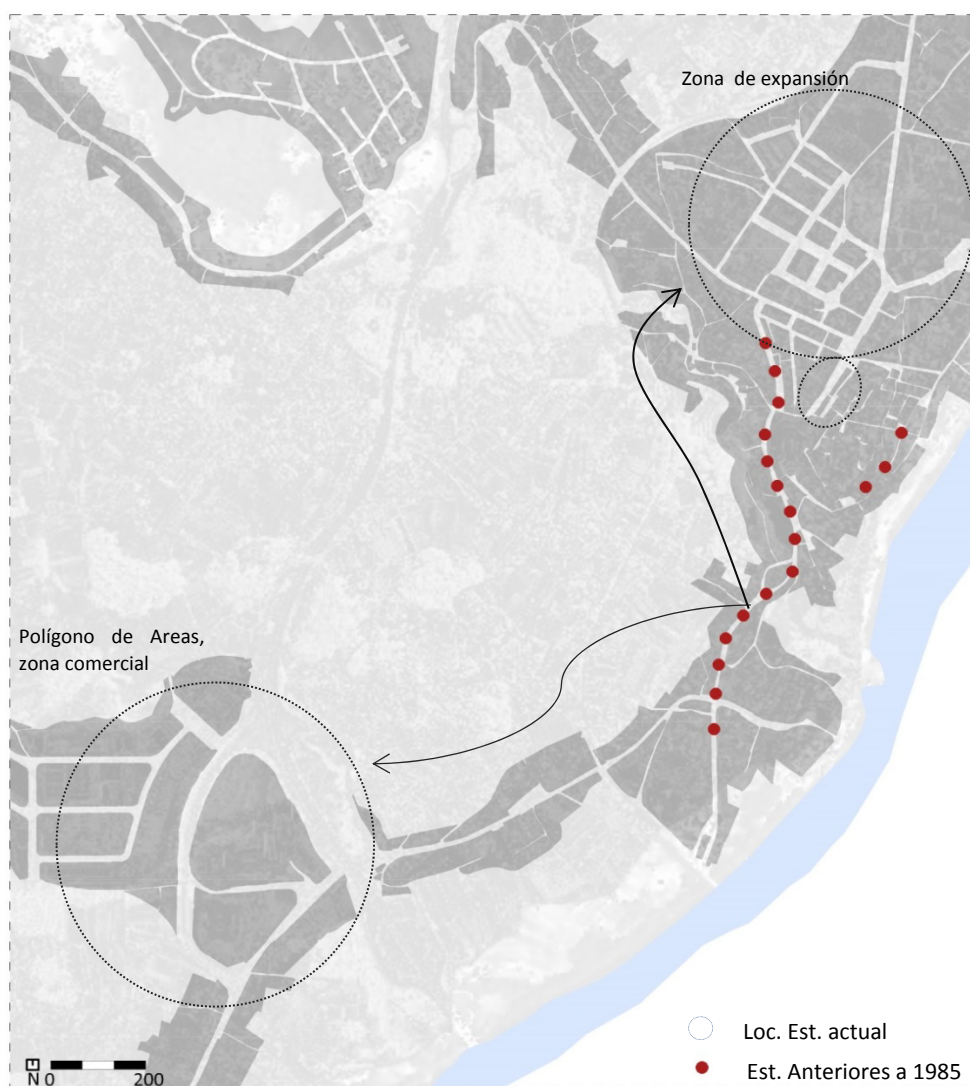 Zona de expansión
Polígono de Areas,
zona comercial
Loc. Est. actual
Est. Anteriores a 1985
N 0 200